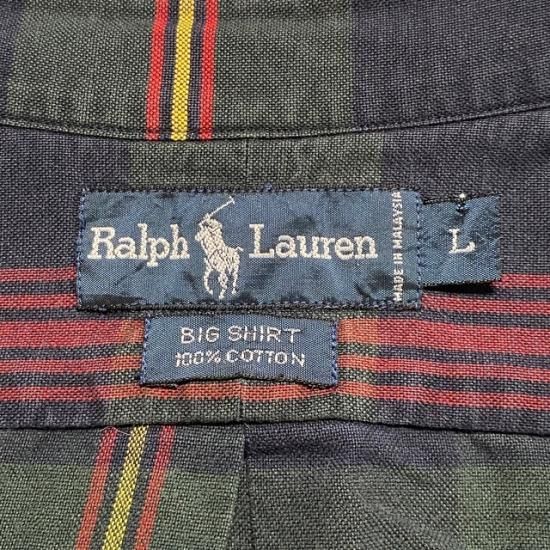 Ralph Lauren
MADE IN MALAYSIA
L
BIG SHIRT
100% COTTON